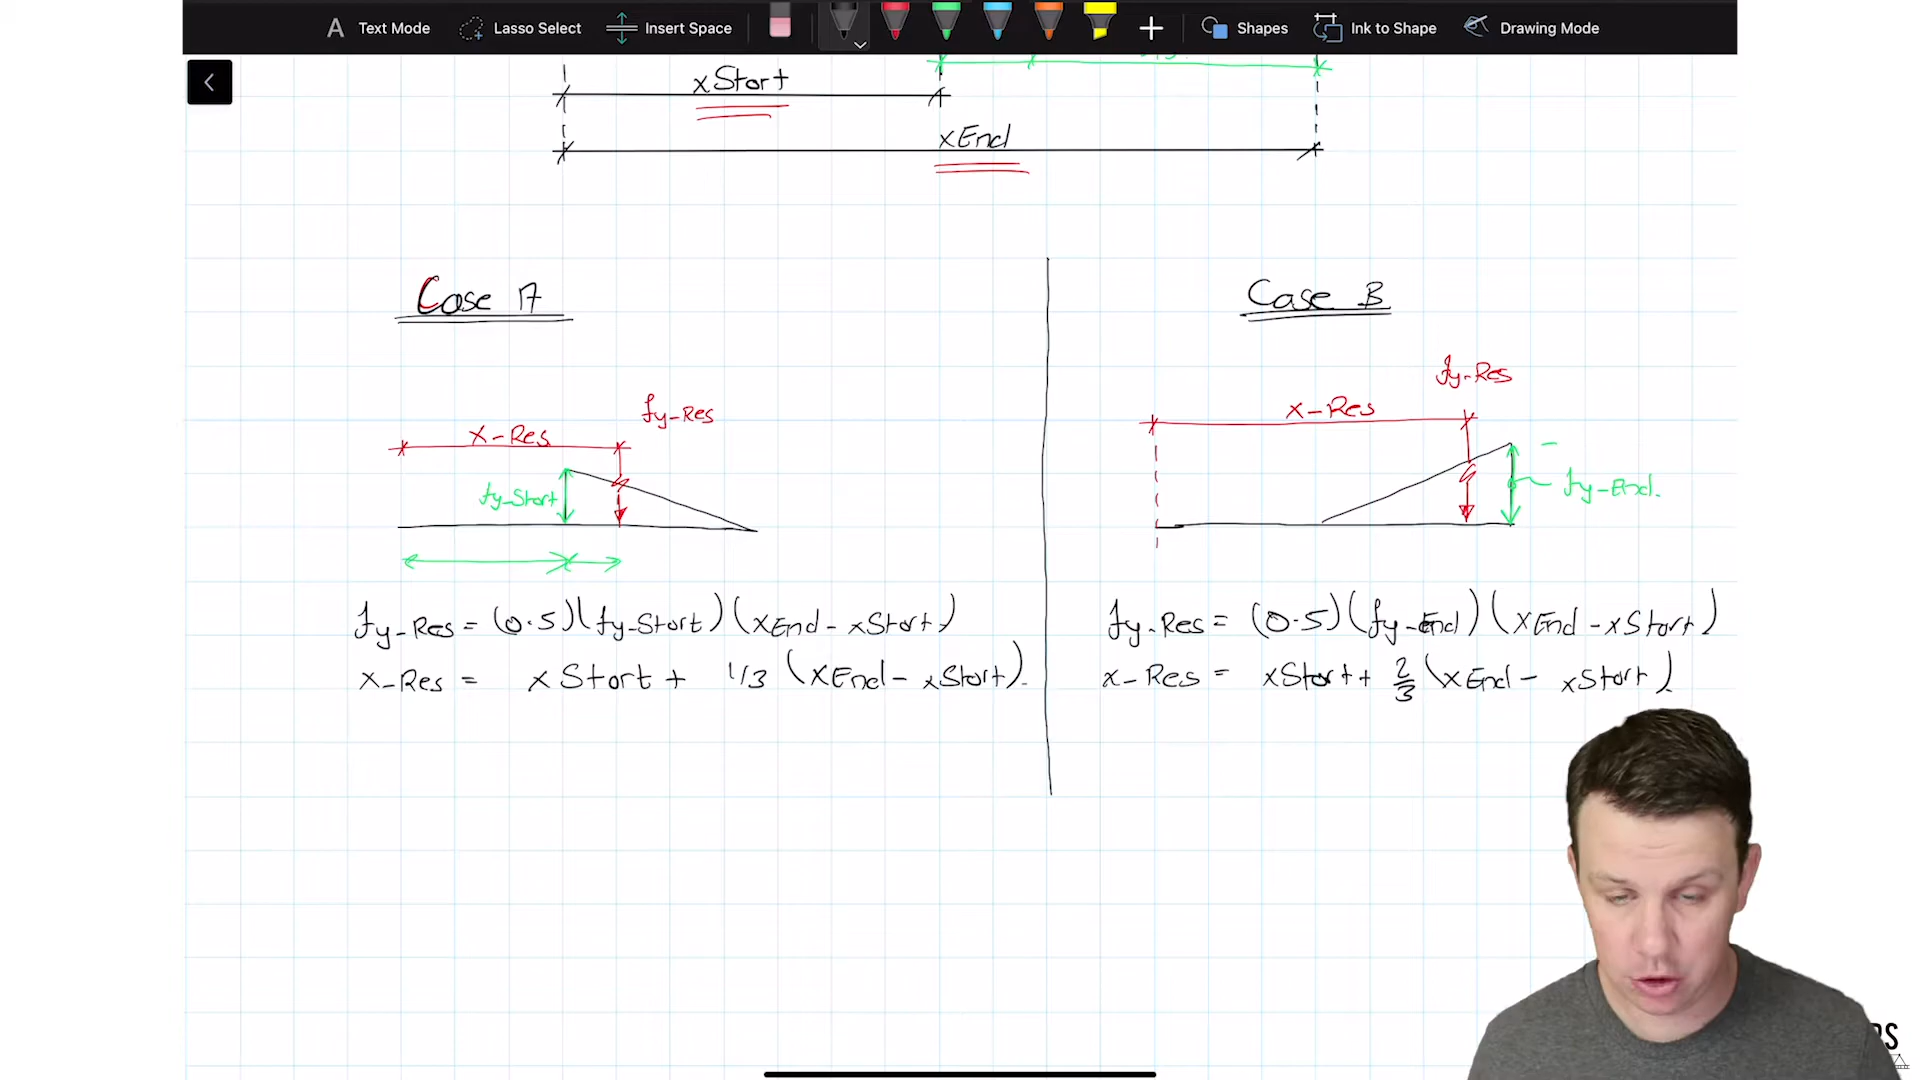 Text Mode Lasso Select Insert Space Shapes Ink to Shape Drawing Mode
xStart
xEnd
Case A
Case B
fy-Res
x-Res
fy-Res
x-Res
fy-Start
fy-End.
fy-Res = (0.5)(fy-Start)(xEnd - xStart)
x-Res = xStart + 1/3 (xEnd - xStart).
fy-Res = (0.5)(fy-End)(xEnd - xStart)
x-Res = xStart + 2/3 (xEnd - xStart).